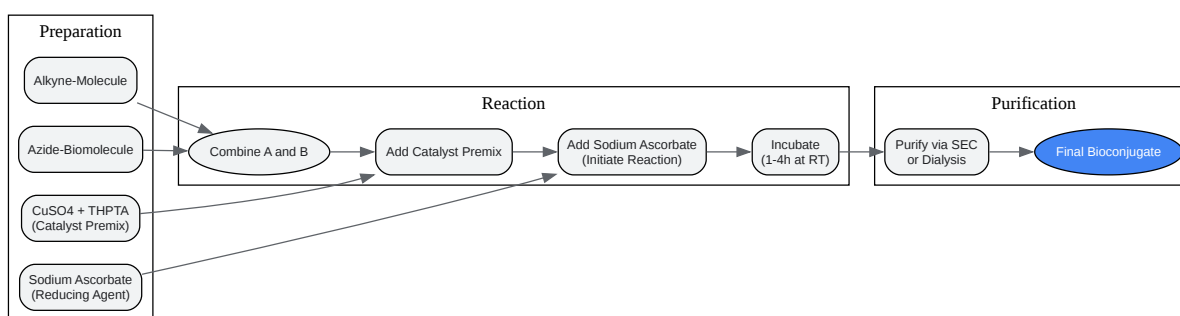 Preparation
Alkyne-Molecule
Azide-Biomolecule
CuSO4 + THPTA
(Catalyst Premix)
Sodium Ascorbate
(Reducing Agent)
Reaction
Combine A and B
Add Catalyst Premix
Add Sodium Ascorbate
(Initiate Reaction)
Incubate
(1-4h at RT)
Purification
Purify via SEC
or Dialysis
Final Bioconjugate